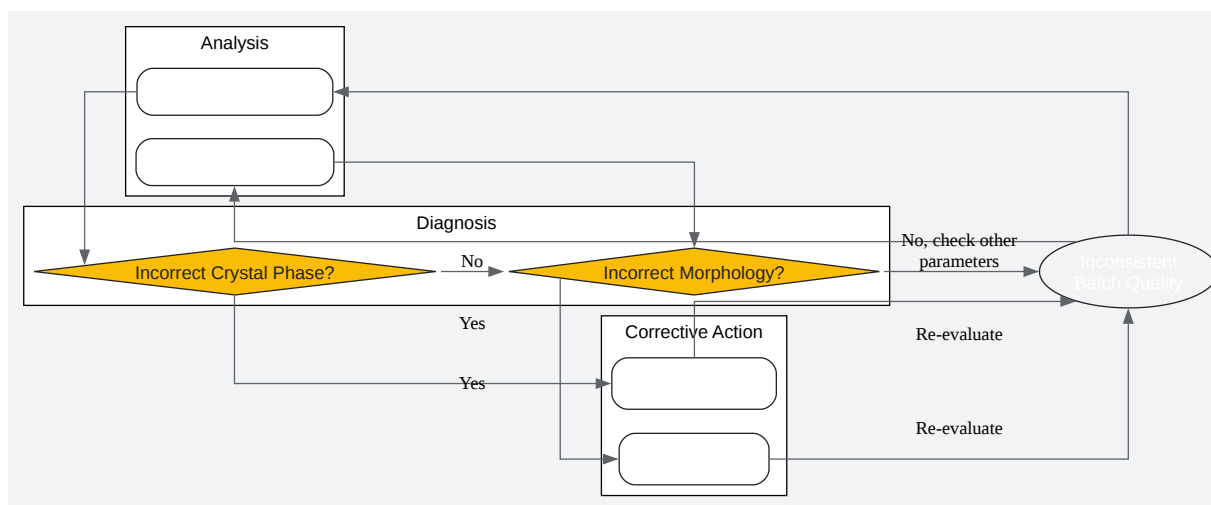 Analysis
Diagnosis
Incorrect Crystal Phase?
No
Incorrect Morphology?
No, check other
parameters
Inconsistent
Batch Quality
Yes
Yes
Corrective Action
Re-evaluate
Re-evaluate